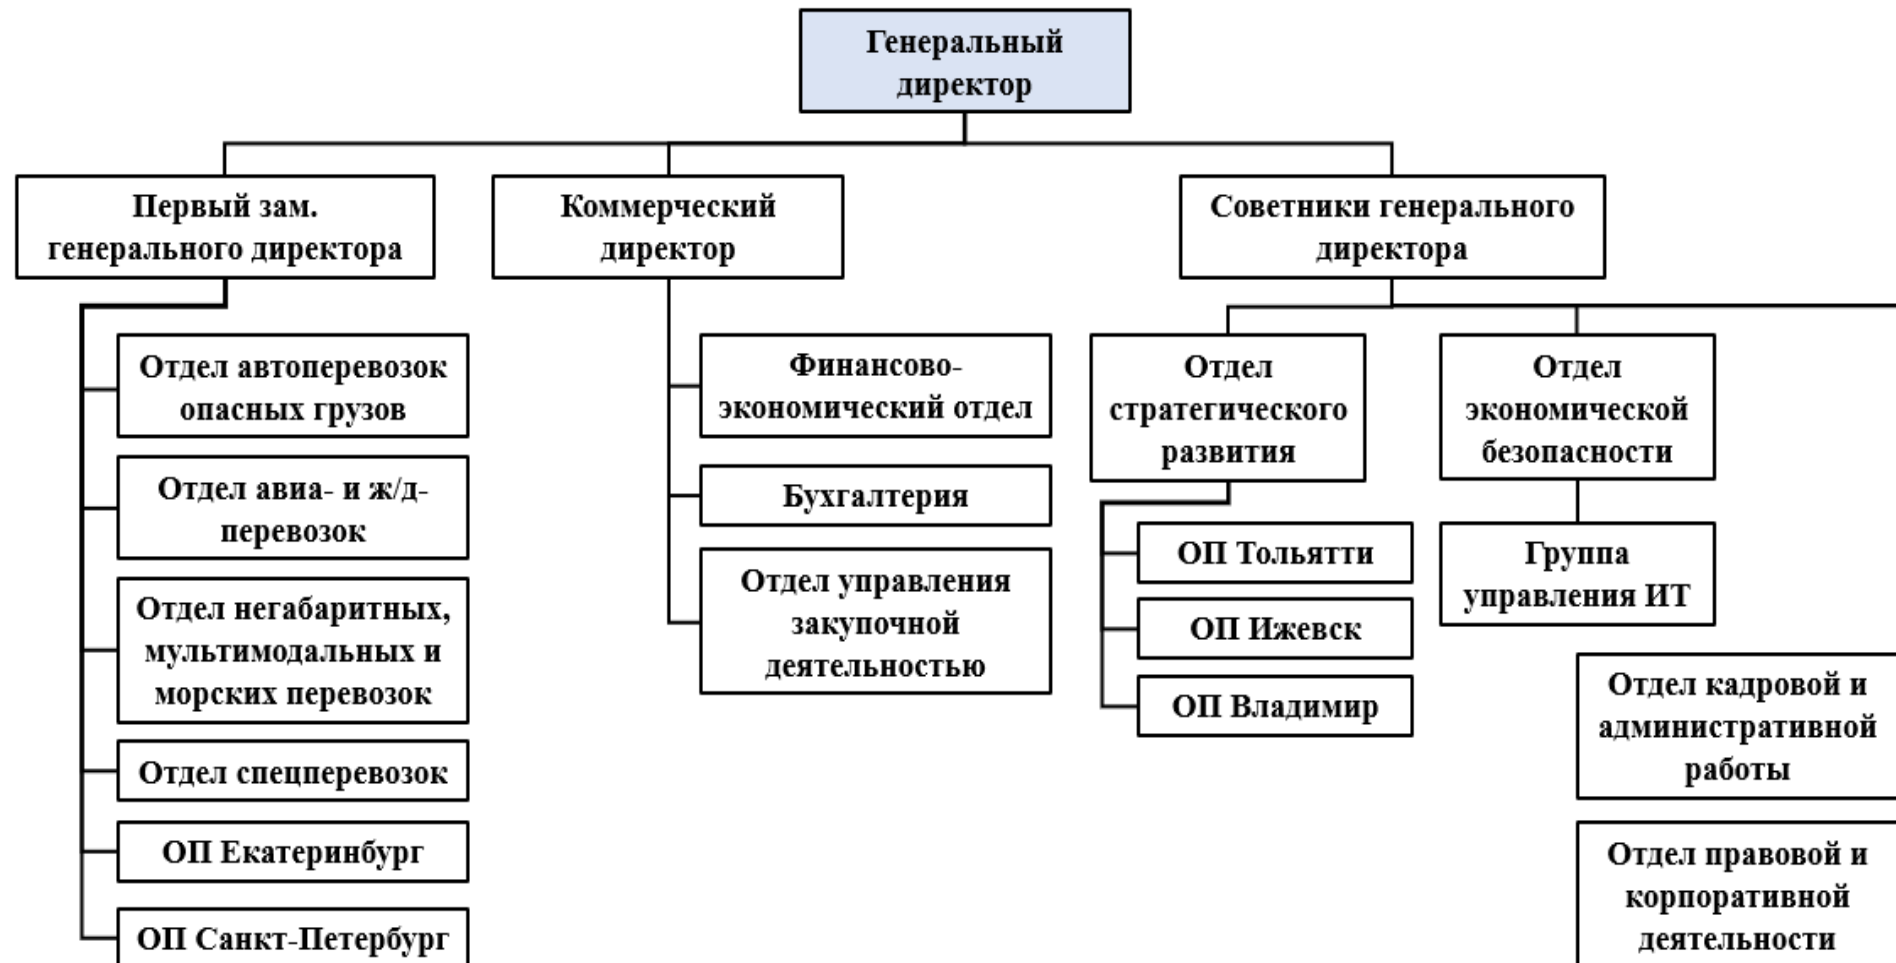 Генеральный
директор
Первый зам.
генерального директора
Коммерческий
директор
Советники генерального
директора
Отдел автоперевозок
опасных грузов
Отдел авиа- и ж/д-
перевозок
Отдел негабаритных,
мультимодальных и
морских перевозок
Отдел спецперевозок
ОП Екатеринбург
ОП Санкт-Петербург
Финансово-
экономический отдел
Бухгалтерия
Отдел управления
закупочной
деятельностью
Отдел
стратегического
развития
ОП Тольятти
ОП Ижевск
ОП Владимир
Отдел
экономической
безопасности
Группа
управления ИТ
Отдел кадровой и
административной
работы
Отдел правовой и
корпоративной
деятельности